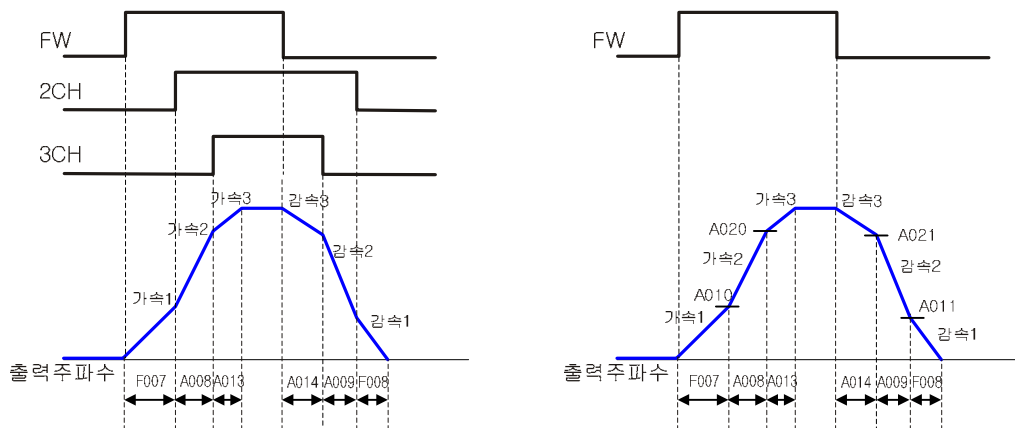 FW
2CH
3CH
가속3
감속3
가속2
감속2
가속1
감속1
출력주파수
F007
A008
A013
A014
A009
F008
FW
가속3
감속3
A020
A021
가속2
감속2
A010
A011
가속1
감속1
출력주파수
F007
A008
A013
A014
A009
F008